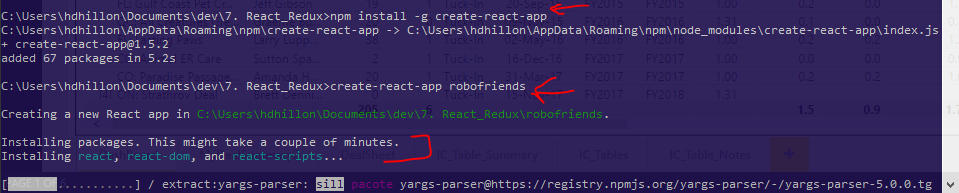 C:\Users\hdhillon\Documents\dev\7. React_Redux>npm install -g create-react-app
C:\Users\hdhillon\AppData\Roaming\npm\create-react-app -> C:\Users\hdhillon\AppData\Roaming\npm\node_modules\create-react-app\index.js
+ create-react-app@1.5.2
added 67 packages in 5.2s
C:\Users\hdhillon\Documents\dev\7. React_Redux>create-react-app robofriends
Creating a new React app in C:\Users\hdhillon\Documents\dev\7. React_Redux\robofriends.
Installing packages. This might take a couple of minutes.
Installing react, react-dom, and react-scripts...
IC_Table_Summary IC_Tables IC_Table_Notes
[..........] / extract:yargs-parser: sill pacote yargs-parser@https://registry.npmjs.org/yargs-parser/-/yargs-parser-5.0.0.tg